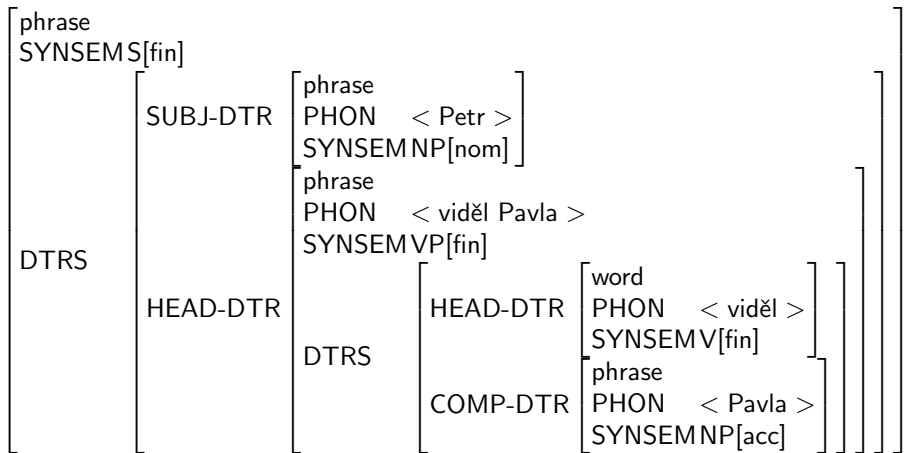 phrase
SYNSEM S[fin]
SUBJ-DTR
phrase
PHON < Petr >
SYNSEM NP[nom]
DTRS
HEAD-DTR
phrase
PHON < viděl Pavla >
SYNSEM VP[fin]
DTRS
HEAD-DTR
word
PHON < viděl >
SYNSEM V[fin]
COMP-DTR
phrase
PHON < Pavla >
SYNSEM NP[acc]